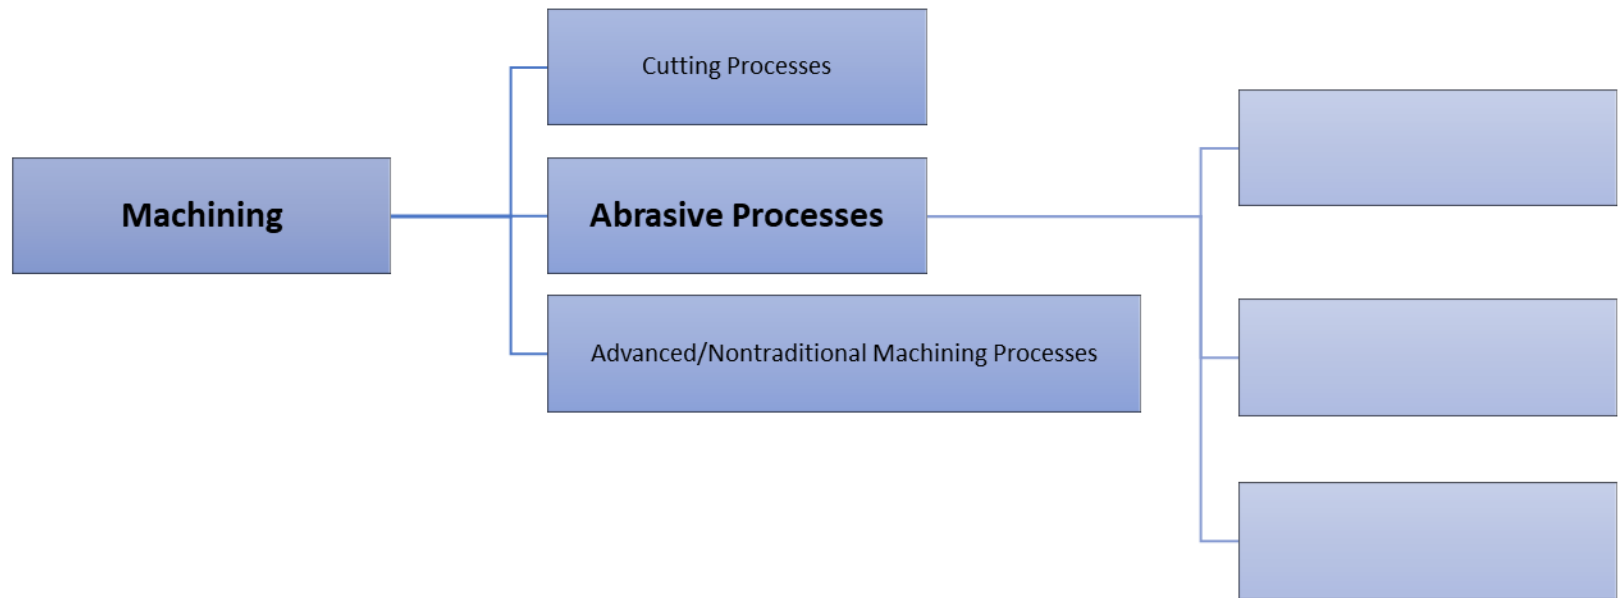 Cutting Processes
Machining
Abrasive Processes
Advanced/Nontraditional Machining Processes